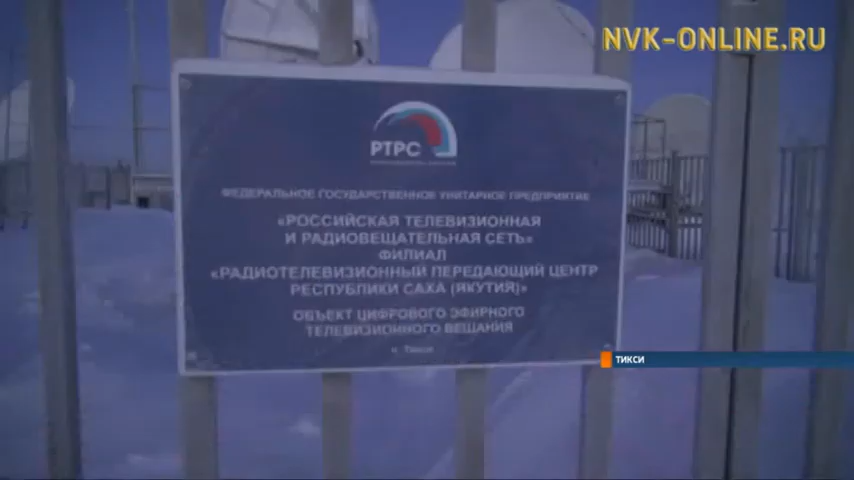 NVK-ONLINE.RU
РТРС
ФЕДЕРАЛЬНОЕ ГОСУДАРСТВЕННОЕ УНИТАРНОЕ ПРЕДПРИЯТИЕ
«РОССИЙСКАЯ ТЕЛЕВИЗИОННАЯ
И РАДИОВЕЩАТЕЛЬНАЯ СЕТЬ»
ФИЛИАЛ
«РАДИОТЕЛЕВИЗИОННЫЙ ПЕРЕДАЮЩИЙ ЦЕНТР
РЕСПУБЛИКИ САХА (ЯКУТИЯ)»
ОБЪЕКТ ЦИФРОВОГО ЭФИРНОГО
ТЕЛЕВИЗИОННОГО ВЕЩАНИЯ
п. Тикси
ТИКСИ